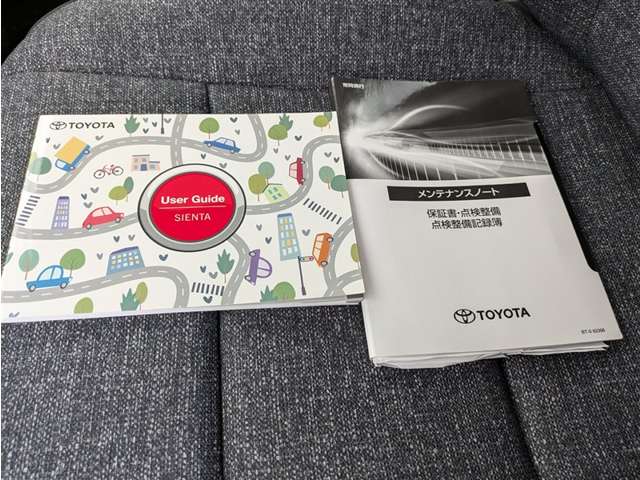 TOYOTA
User Guide
SIENTA
メンテナンスノート
保証書・点検整備
点検整備記録簿
TOYOTA